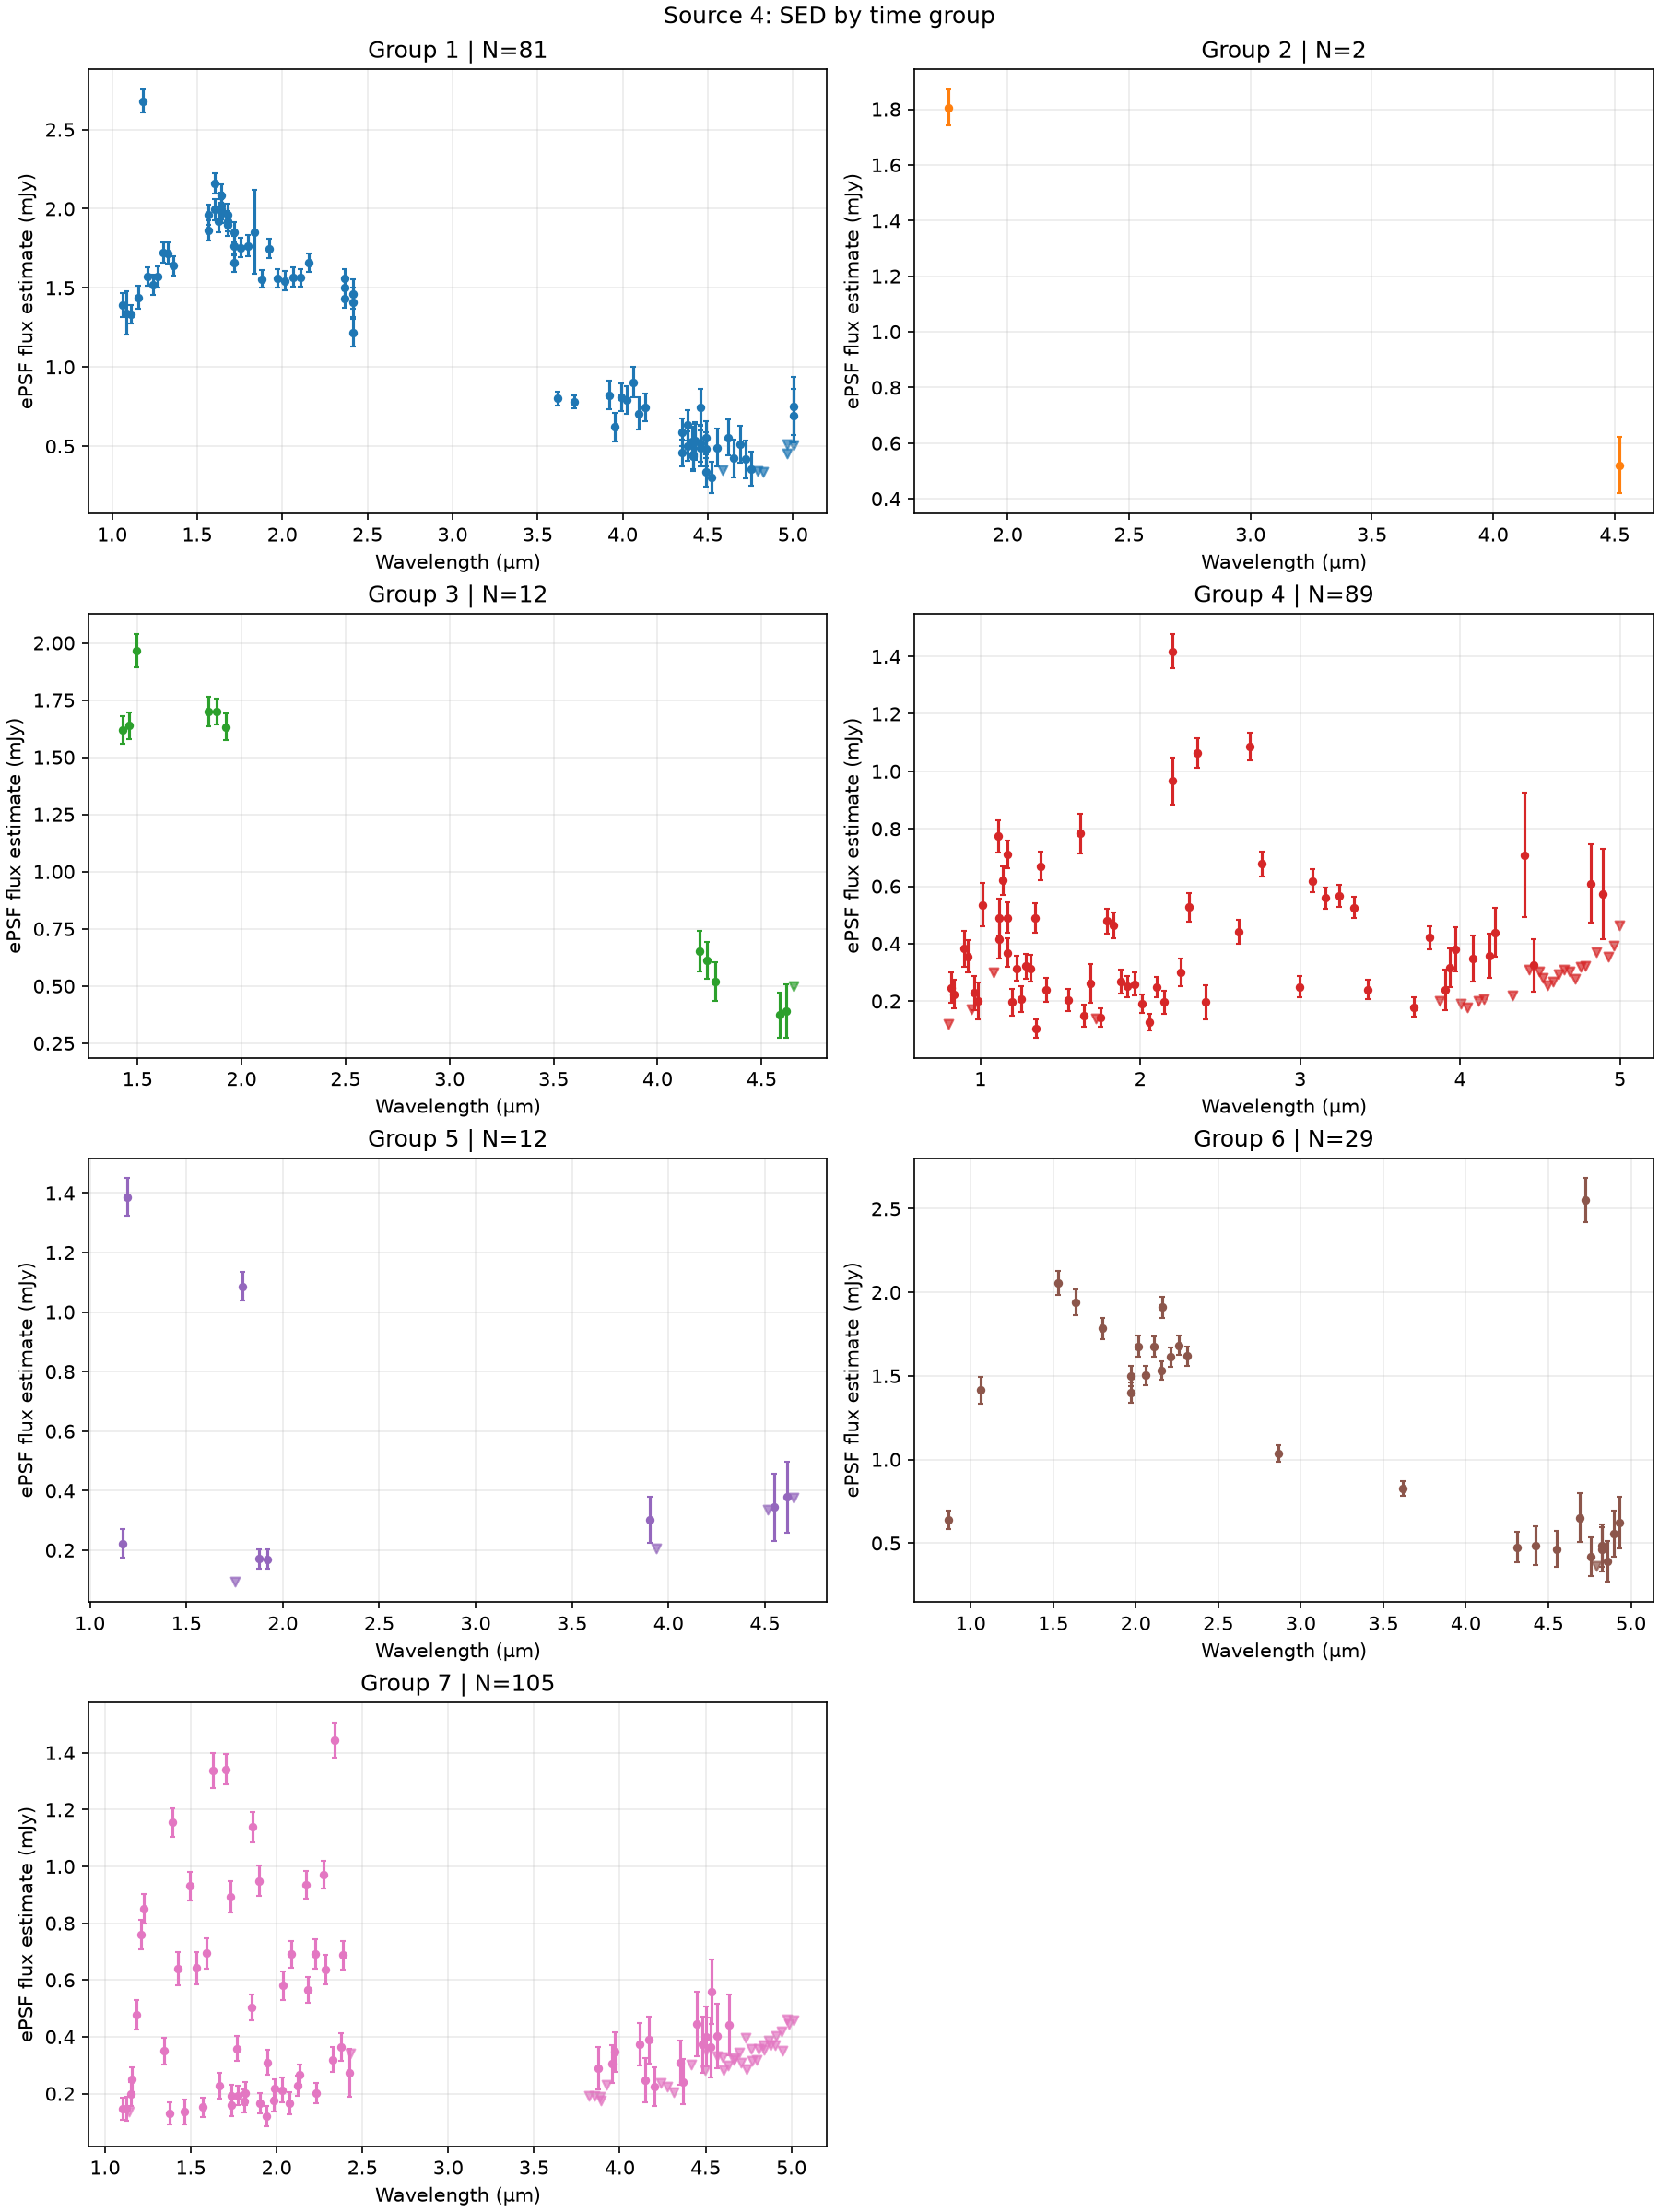 Source 4: SED by time group
Group 1 | N=81
ePSF flux estimate (mJy)
2.5
2.0
1.5
1.0
0.5
1.0 1.5 2.0 2.5 3.0 3.5 4.0 4.5 5.0
Wavelength (µm)
Group 2 | N=2
ePSF flux estimate (mJy)
1.8
1.6
1.4
1.2
1.0
0.8
0.6
0.4
2.0 2.5 3.0 3.5 4.0 4.5
Wavelength (µm)
Group 3 | N=12
ePSF flux estimate (mJy)
2.00
1.75
1.50
1.25
1.00
0.75
0.50
0.25
1.5 2.0 2.5 3.0 3.5 4.0 4.5
Wavelength (µm)
Group 4 | N=89
ePSF flux estimate (mJy)
1.4
1.2
1.0
0.8
0.6
0.4
0.2
1 2 3 4 5
Wavelength (µm)
Group 5 | N=12
ePSF flux estimate (mJy)
1.4
1.2
1.0
0.8
0.6
0.4
0.2
1.0 1.5 2.0 2.5 3.0 3.5 4.0 4.5
Wavelength (µm)
Group 6 | N=29
ePSF flux estimate (mJy)
2.5
2.0
1.5
1.0
0.5
1.0 1.5 2.0 2.5 3.0 3.5 4.0 4.5 5.0
Wavelength (µm)
Group 7 | N=105
ePSF flux estimate (mJy)
1.4
1.2
1.0
0.8
0.6
0.4
0.2
1.0 1.5 2.0 2.5 3.0 3.5 4.0 4.5 5.0
Wavelength (µm)